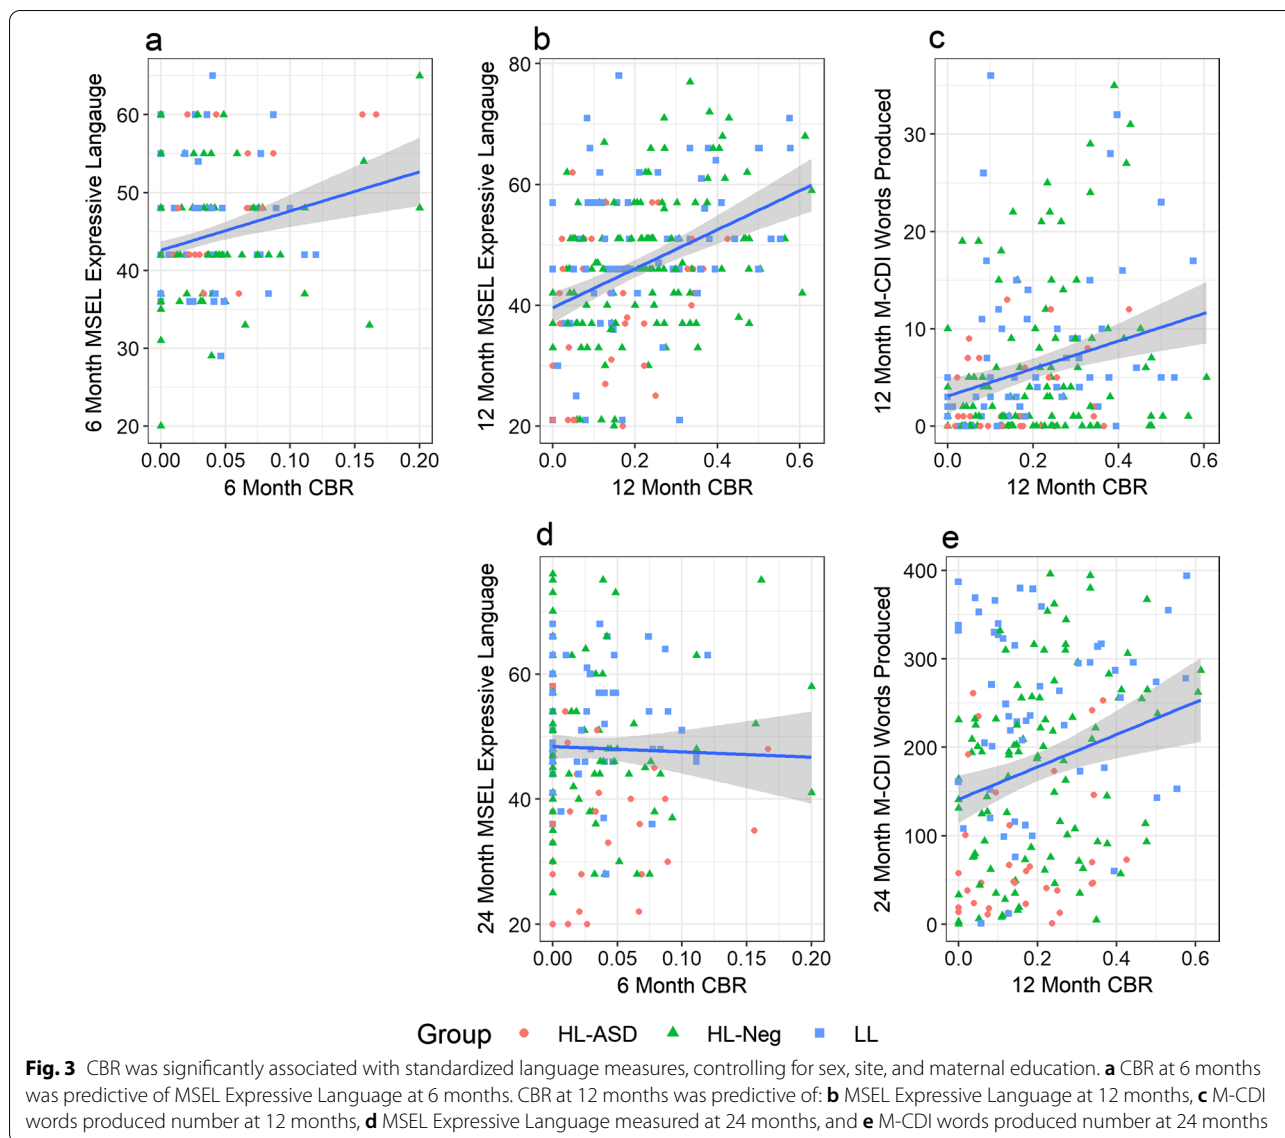 a
6 Month MSEL Expressive Langauge
60
50
40
30
20
0.00 0.05 0.10 0.15 0.20
6 Month CBR
b
12 Month MSEL Expressive Langauge
80
60
40
20
0.0 0.2 0.4 0.6
12 Month CBR
c
12 Month M-CDI Words Produced
30
20
10
0
0.0 0.2 0.4 0.6
12 Month CBR
d
24 Month MSEL Expressive Language
60
40
20
0.00 0.05 0.10 0.15 0.20
6 Month CBR
e
24 Month M-CDI Words Produced
400
300
200
100
0
0.0 0.2 0.4 0.6
12 Month CBR
Group HL-ASD HL-Neg LL
Fig. 3 CBR was significantly associated with standardized language measures, controlling for sex, site, and maternal education. a CBR at 6 months
was predictive of MSEL Expressive Language at 6 months. CBR at 12 months was predictive of: b MSEL Expressive Language at 12 months, c M-CDI
words produced number at 12 months, d MSEL Expressive Language measured at 24 months, and e M-CDI words produced number at 24 months